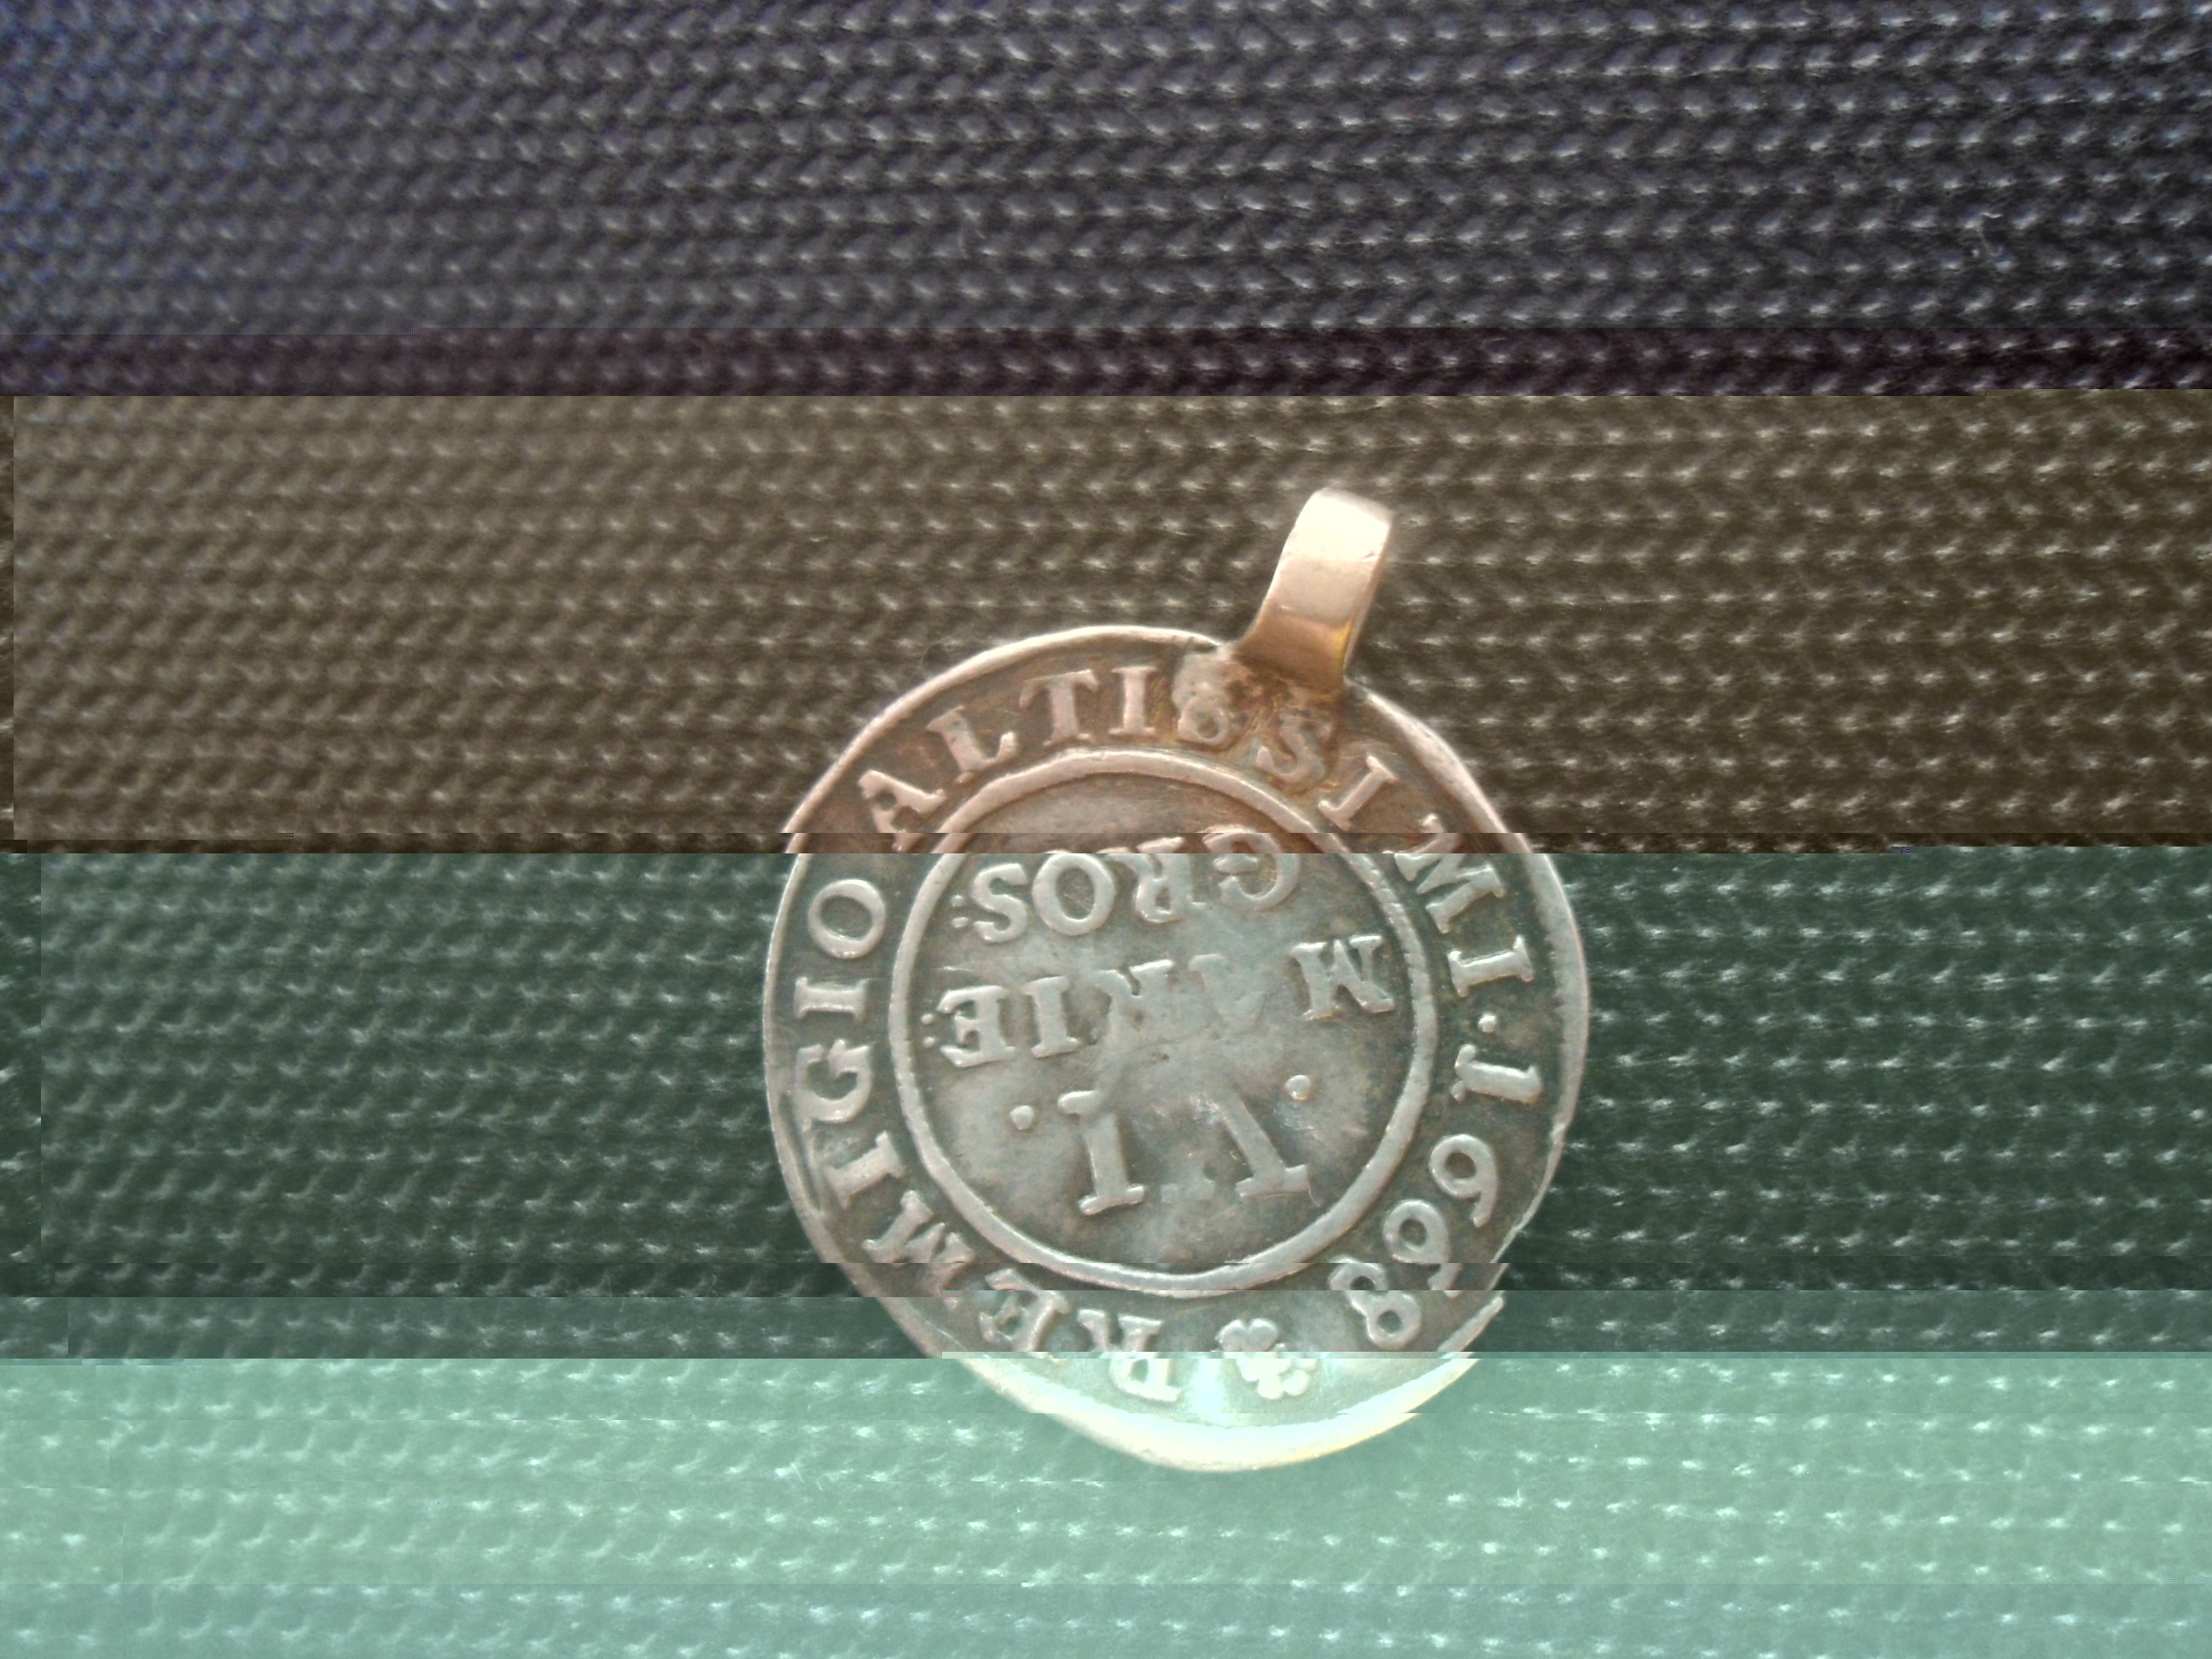 REMIGIO ALTISSIMI · 1668
· VI ·
MARIE:
GROS: